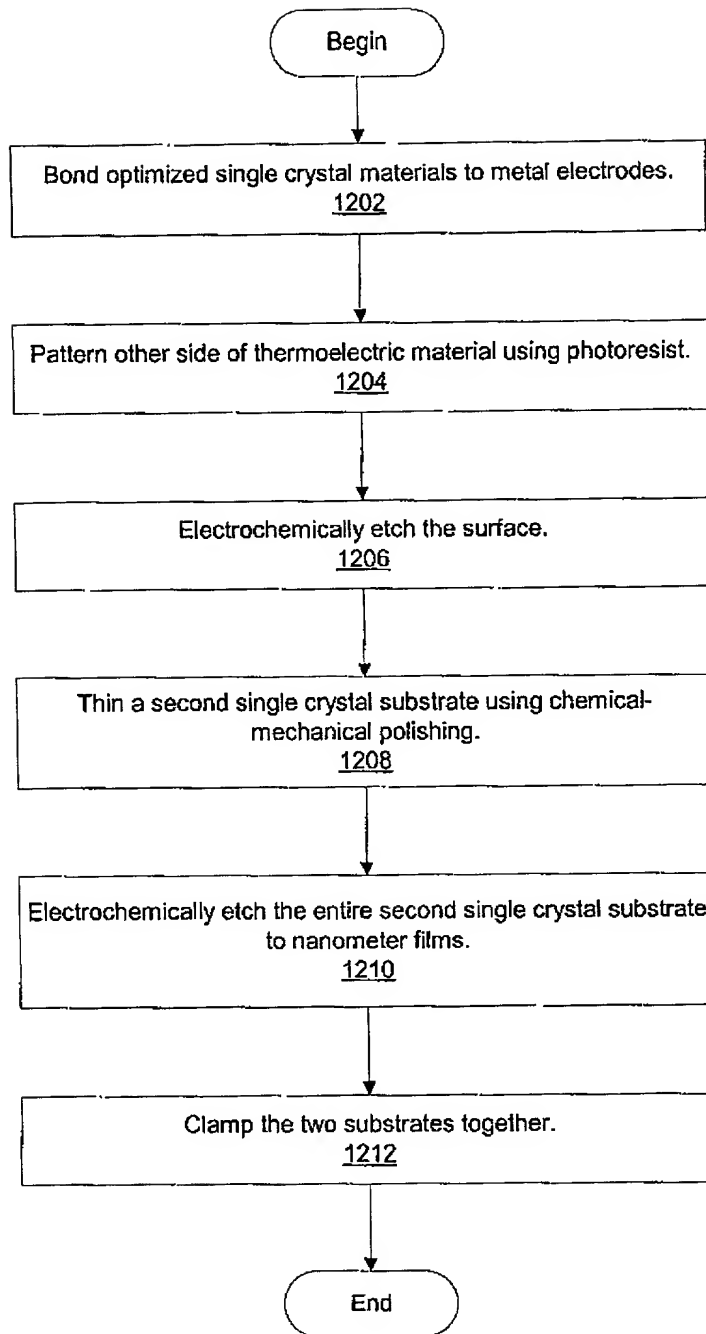 Begin
Bond optimized single crystal materials to metal electrodes.
1202
Pattern other side of thermoelectric material using photoresist.
1204
Electrochemically etch the surface.
1206
Thin a second single crystal substrate using chemical-
mechanical polishing.
1208
Electrochemically etch the entire second single crystal substrate
to nanometer films.
1210
Clamp the two substrates together.
1212
End